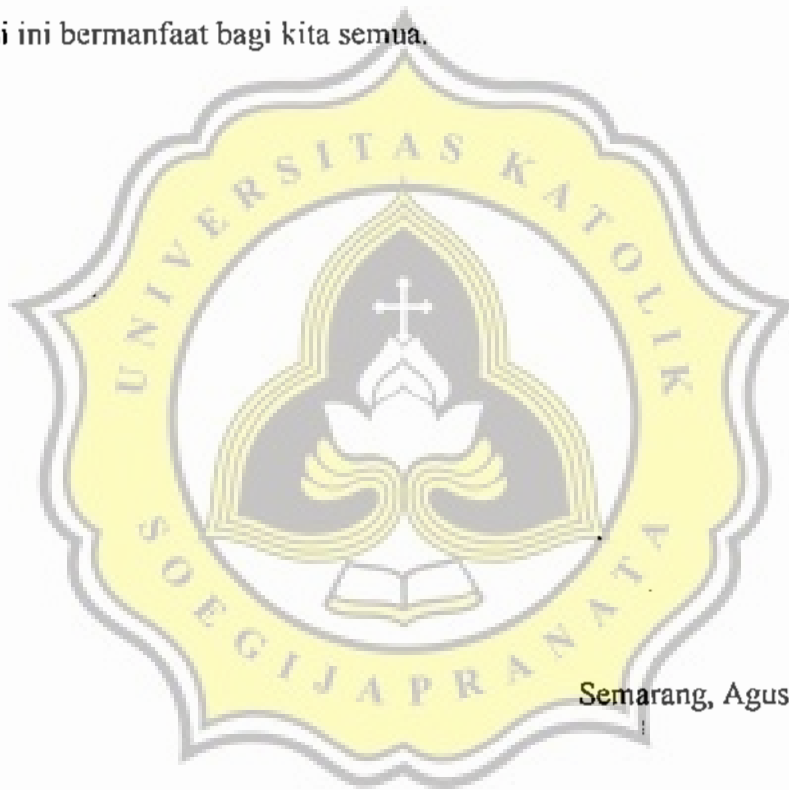 i ini bermanfaat bagi kita semua.
UNIVERSITAS KATOLIK
SOEGIJAPRANATA
Semarang, Agus